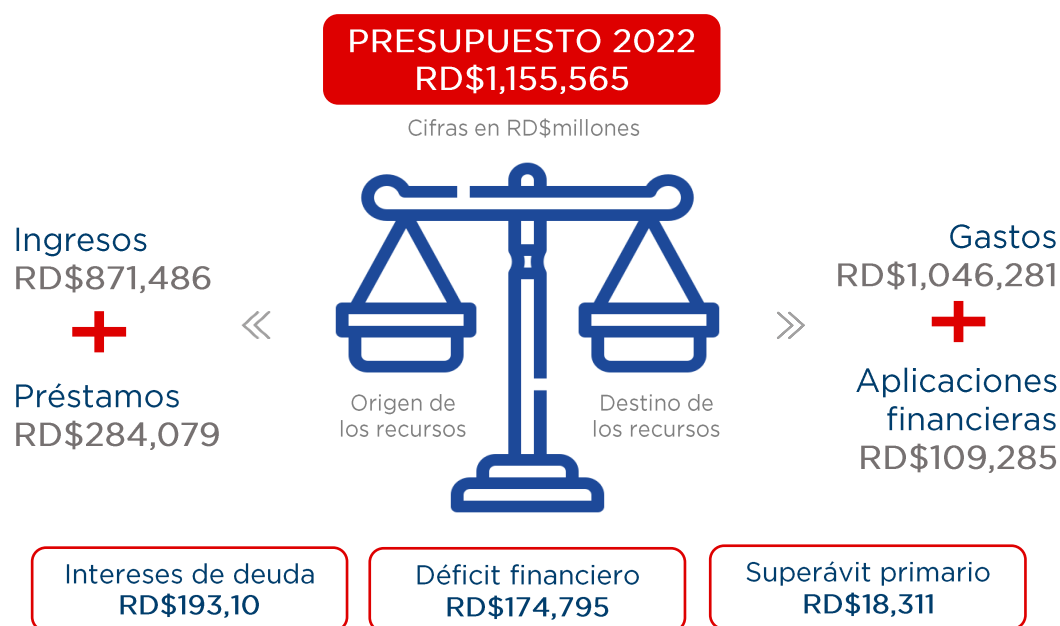 PRESUPUESTO 2022
RD$1,155,565
Cifras en RD$millones
Ingresos
RD$871,486
Préstamos
RD$284,079
Origen de
los recursos
Destino de
los recursos
Gastos
RD$1,046,281
Aplicaciones
financieras
RD$109,285
Intereses de deuda
RD$193,10
Déficit financiero
RD$174,795
Superávit primario
RD$18,311